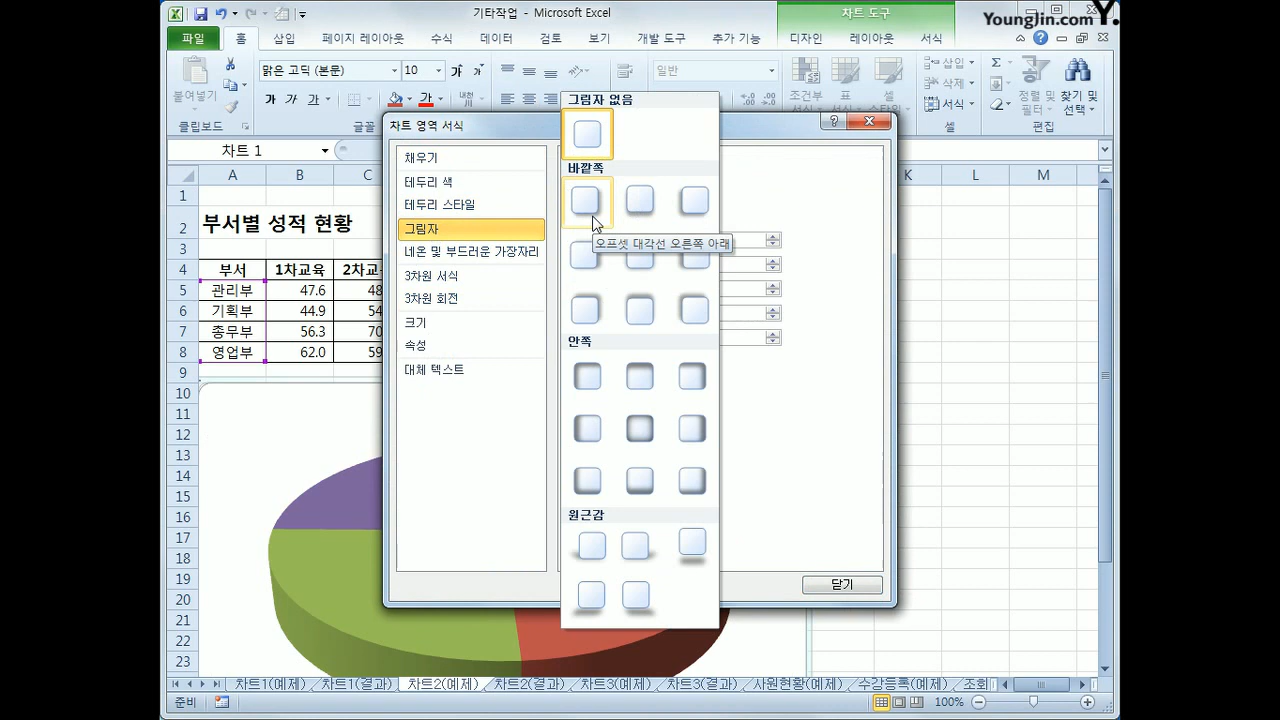 기타작업 - Microsoft Excel
차트 도구
YoungJin.com Y.
파일 홈 삽입 페이지 레이아웃 수식 데이터 검토 보기 개발 도구 추가 기능 디자인 레이아웃 서식
맑은 고딕 (본문) 10 가 가 일반 삽입
붙여넣기 가 가 가 가 조건부 표 셀 삭제 정렬 및 찾기 및
서식 스타일 서식 필터 선택
클립보드 글꼴 셀 편집
차트 1
A B C K L M
1
2 부서별 성적 현황
3
4 부서 1차교육 2차교
5 관리부 47.6 48
6 기획부 44.9 54
7 총무부 56.3 70
8 영업부 62.0 59
9
10
11
12
13
14
15
16
17
18
19
20
21
22
23
차트 영역 서식
채우기
테두리 색
테두리 스타일
그림자
네온 및 부드러운 가장자리
3차원 서식
3차원 회전
크기
속성
대체 텍스트
그림자 없음
바깥쪽
오프셋 대각선 오른쪽 아래
안쪽
원근감
닫기
차트1(예제) 차트1(결과) 차트2(예제) 차트2(결과) 차트3(예제) 차트3(결과) 사원현황(예제) 수강등록(예제) 조회
준비 100%